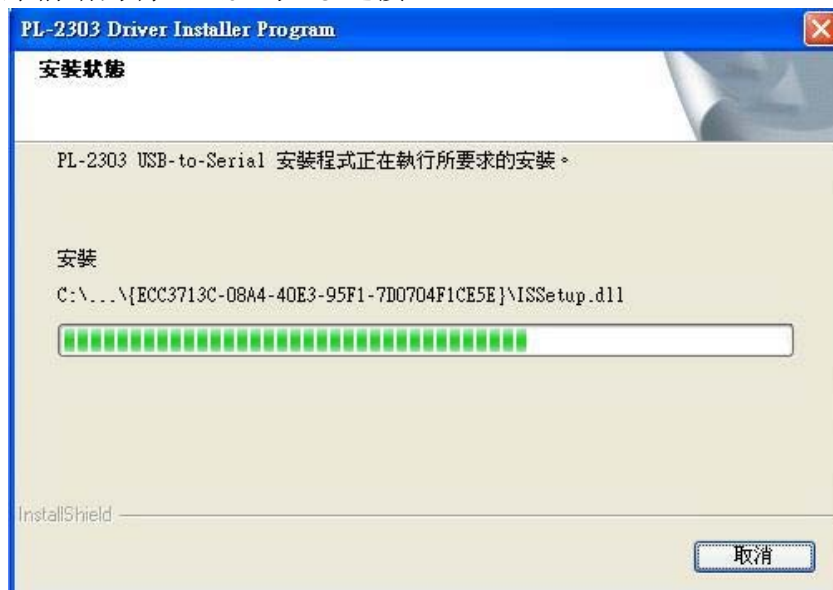 PL-2303 Driver Installer Program
安裝狀態
PL-2303 USB-to-Serial 安裝程式正在執行所要求的安裝。
安裝
C:\...\{ECC3713C-08A4-40E3-95F1-7D0704F1CE5E}\ISSetup.dll
InstallShield
取消